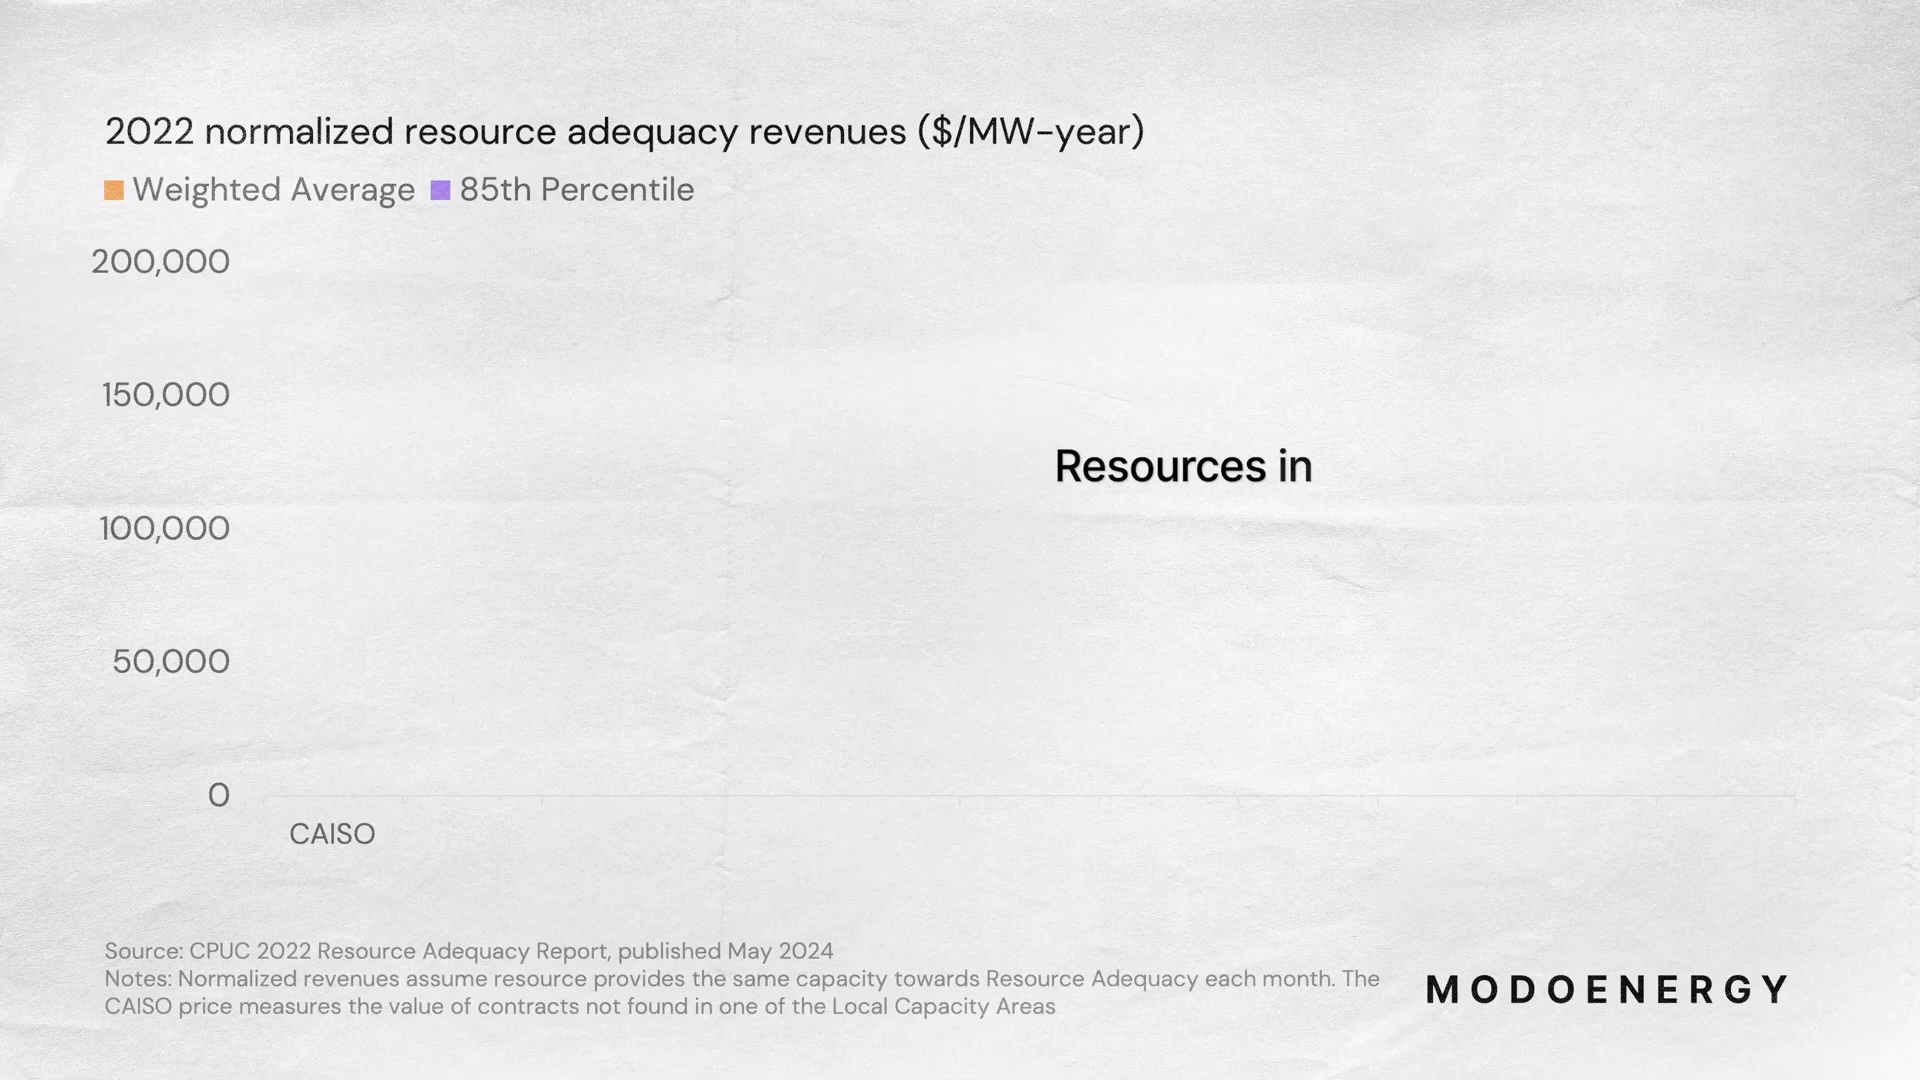 2022 normalized resource adequacy revenues ($/MW-year)
Weighted Average 85th Percentile
200,000
150,000
Resources in
100,000
50,000
0
CAISO
Source: CPUC 2022 Resource Adequacy Report, published May 2024
Notes: Normalized revenues assume resource provides the same capacity towards Resource Adequacy each month. The
CAISO price measures the value of contracts not found in one of the Local Capacity Areas
MODOENERGY